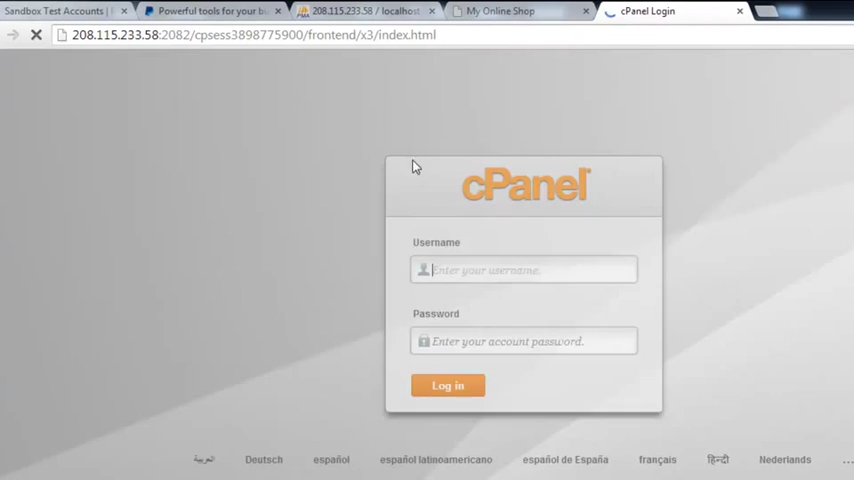 Sandbox Test Accounts |
Powerful tools for your bu
208.115.233.58 / localhost
My Online Shop
cPanel Login
208.115.233.58:2082/cpsess3898775900/frontend/x3/index.html
cPanel
Username
Enter your username.
Password
Enter your account password.
Log in
العربية Deutsch español español latinoamericano español de España français हिन्दी Nederlands ...